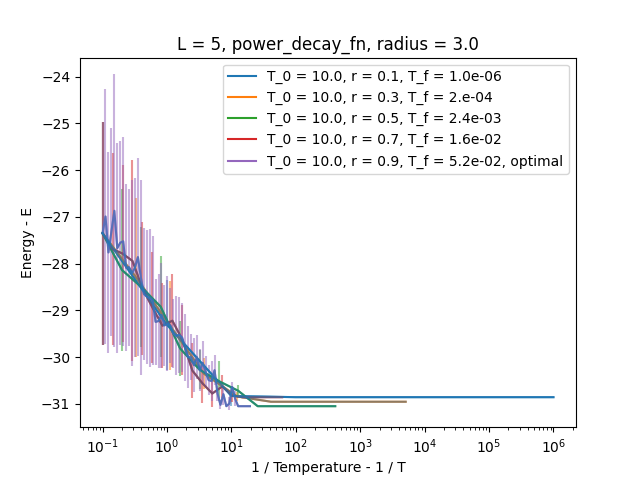 L = 5, power_decay_fn, radius = 3.0
T_0 = 10.0, r = 0.1, T_f = 1.0e-06
T_0 = 10.0, r = 0.3, T_f = 2.e-04
T_0 = 10.0, r = 0.5, T_f = 2.4e-03
T_0 = 10.0, r = 0.7, T_f = 1.6e-02
T_0 = 10.0, r = 0.9, T_f = 5.2e-02, optimal
Energy - E
−24
−25
−26
−27
−28
−29
−30
−31
10⁻¹ 10⁰ 10¹ 10² 10³ 10⁴ 10⁵ 10⁶
1 / Temperature - 1 / T